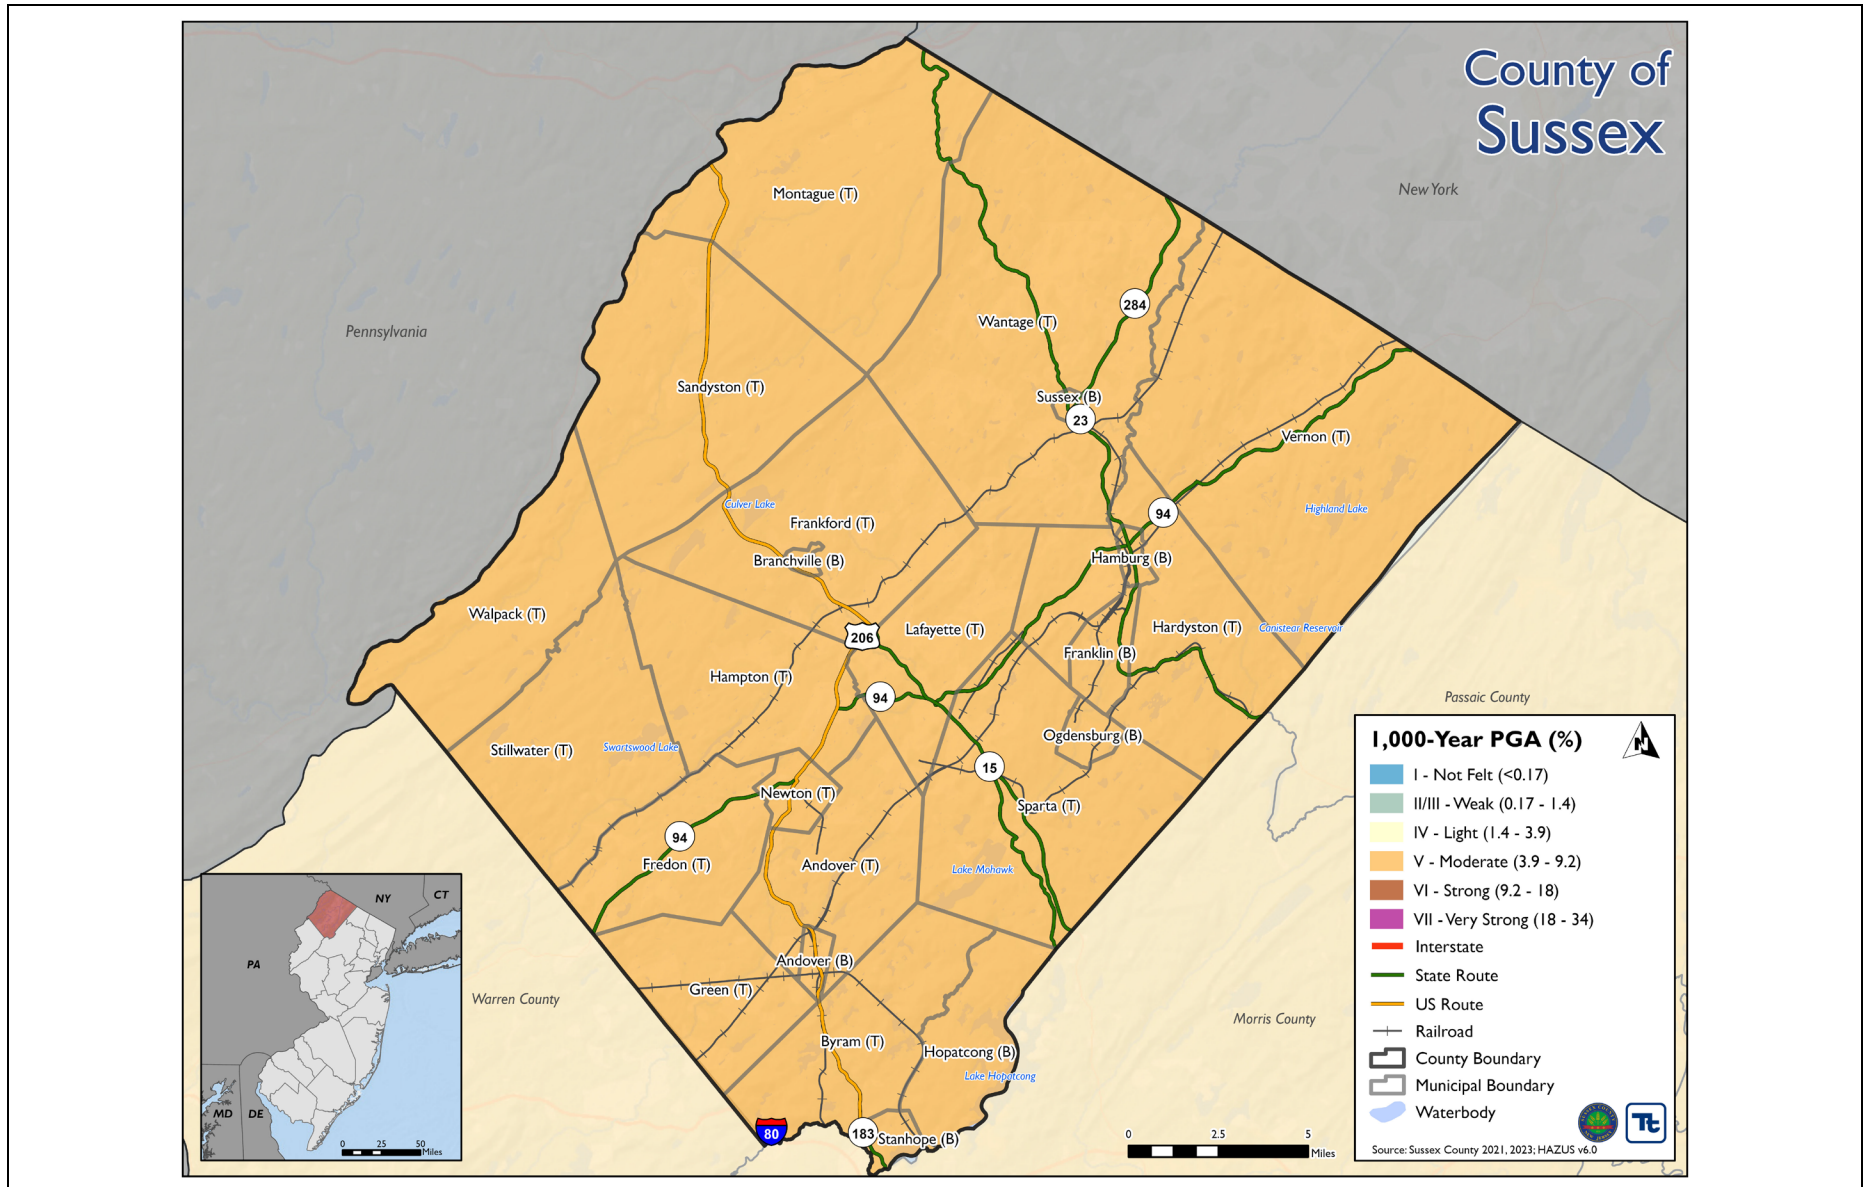 County of
Sussex
New York
Montague (T)
284
Pennsylvania
Wantage (T)
Sandyston (T)
Sussex (B)
23
Vernon (T)
Culver Lake
Highland Lake
94
Frankford (T)
Branchville (B)
Hamburg (B)
Walpack (T)
206
Lafayette (T)
Hardyston (T)
Canistear Reservoir
Franklin (B)
Hampton (T)
94
Passaic County
Ogdensburg (B)
Stillwater (T)
Swartswood Lake
15
Newton (T)
Sparta (T)
94
Fredon (T)
Andover (T)
Lake Mohawk
Andover (B)
Green (T)
Warren County
Morris County
Byram (T)
Hopatcong (B)
Lake Hopatcong
80
183
Stanhope (B)
NY
CT
PA
MD
DE
0 25 50
Miles
0 2.5 5
Miles
1,000-Year PGA (%)
N
I - Not Felt (<0.17)
II/III - Weak (0.17 - 1.4)
IV - Light (1.4 - 3.9)
V - Moderate (3.9 - 9.2)
VI - Strong (9.2 - 18)
VII - Very Strong (18 - 34)
Interstate
State Route
US Route
Railroad
County Boundary
Municipal Boundary
Waterbody
Tt
Source: Sussex County 2021, 2023; HAZUS v6.0